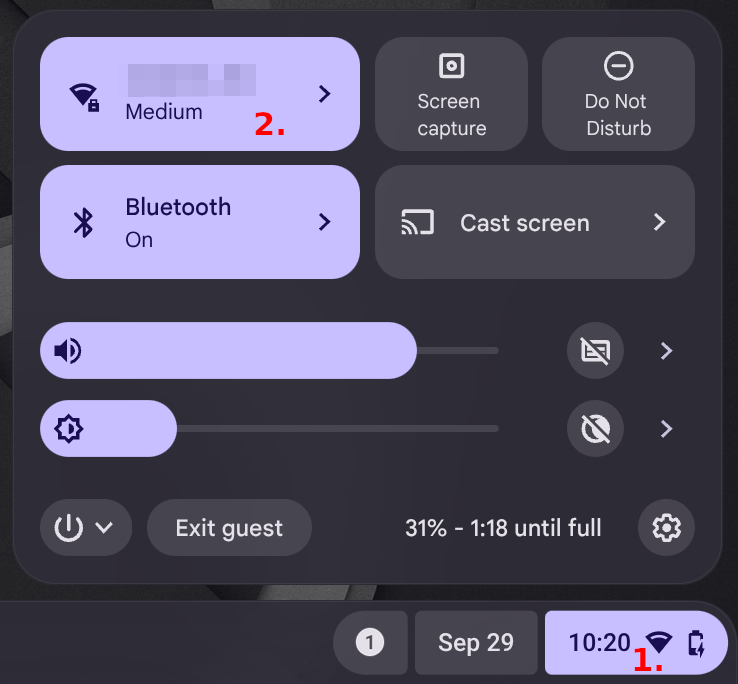 Medium
2.
Screen
capture
Do Not
Disturb
Bluetooth
On
Cast screen
Exit guest
31% - 1:18 until full
1
Sep 29
10:20
1.